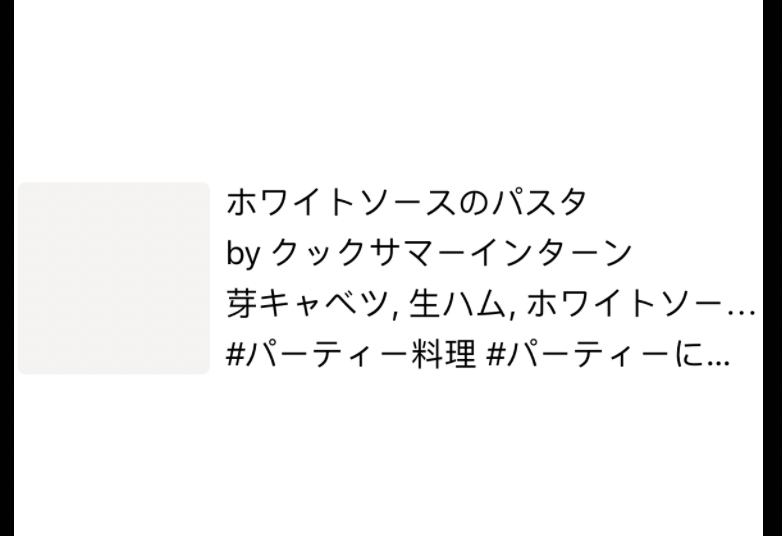 ホワイトソースのパスタ
by クックサマーインターン
芽キャベツ, 生ハム, ホワイトソー…
#パーティー料理 #パーティーに...